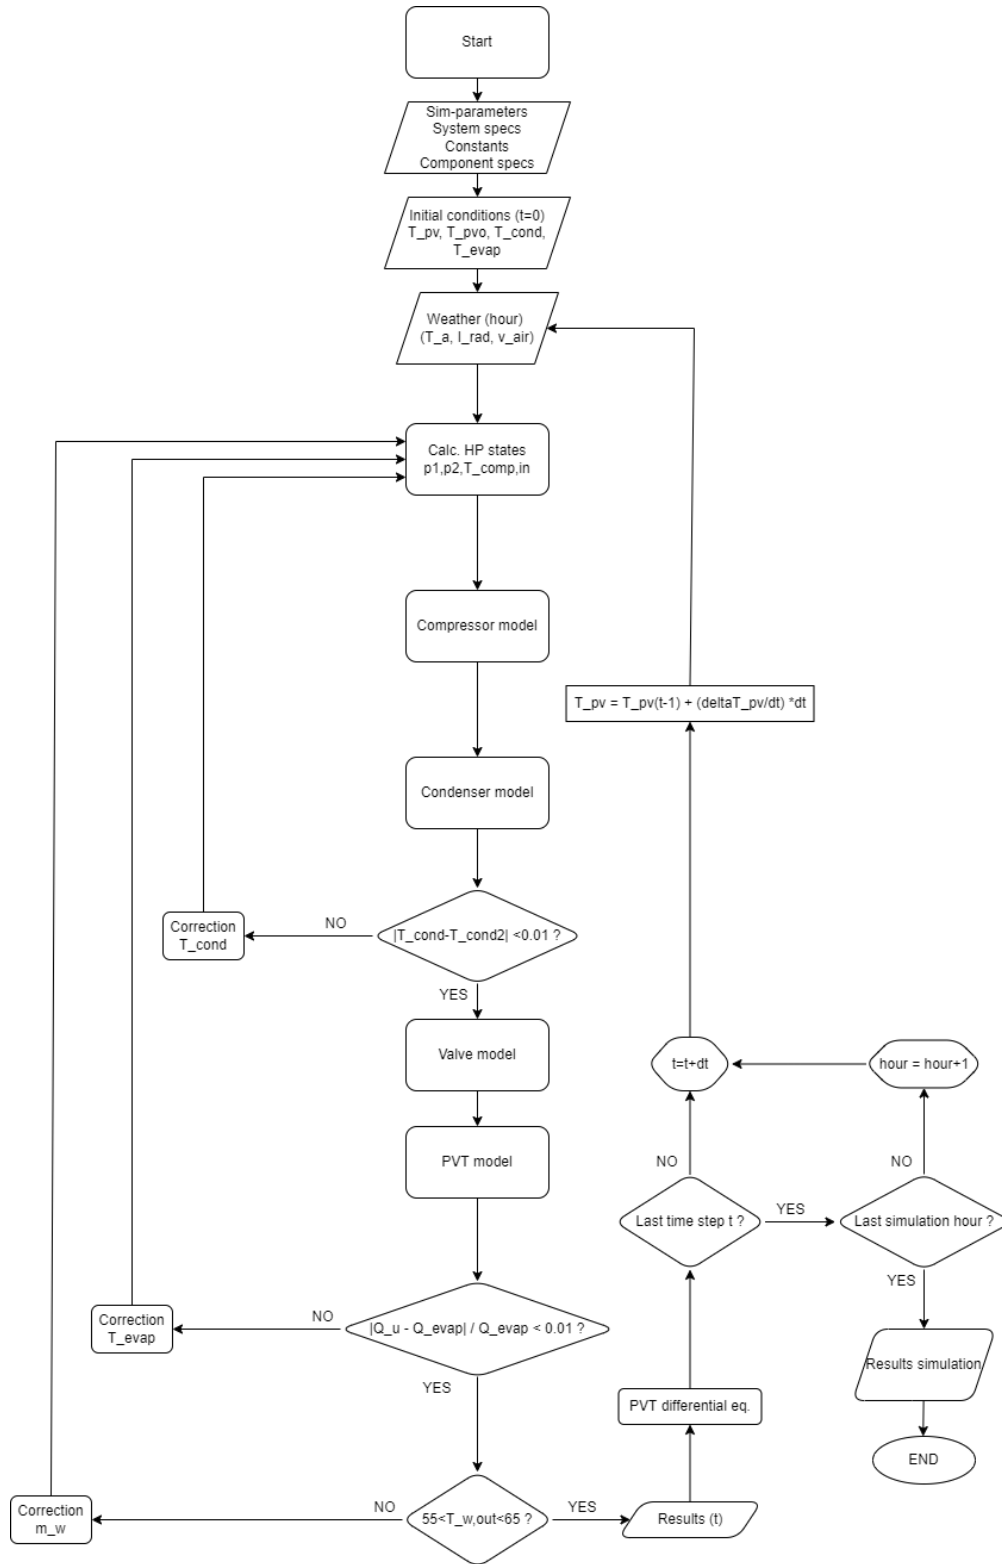 Start
Sim-parameters
System specs
Constants
Component specs
Initial conditions (t=0)
T_pv, T_pvo, T_cond,
T_evap
Weather (hour)
(T_a, I_rad, v_air)
Calc. HP states
p1,p2,T_comp,in
Compressor model
Condenser model
|T_cond-T_cond2| <0.01 ?
NO
Correction
T_cond
YES
Valve model
PVT model
|Q_u - Q_evap| / Q_evap < 0.01 ?
NO
Correction
T_evap
YES
55<T_w,out<65 ?
NO
Correction
m_w
YES
Results (t)
PVT differential eq.
Last time step t ?
NO
t=t+dt
T_pv = T_pv(t-1) + (deltaT_pv/dt) *dt
YES
Last simulation hour ?
NO
hour = hour+1
YES
Results simulation
END